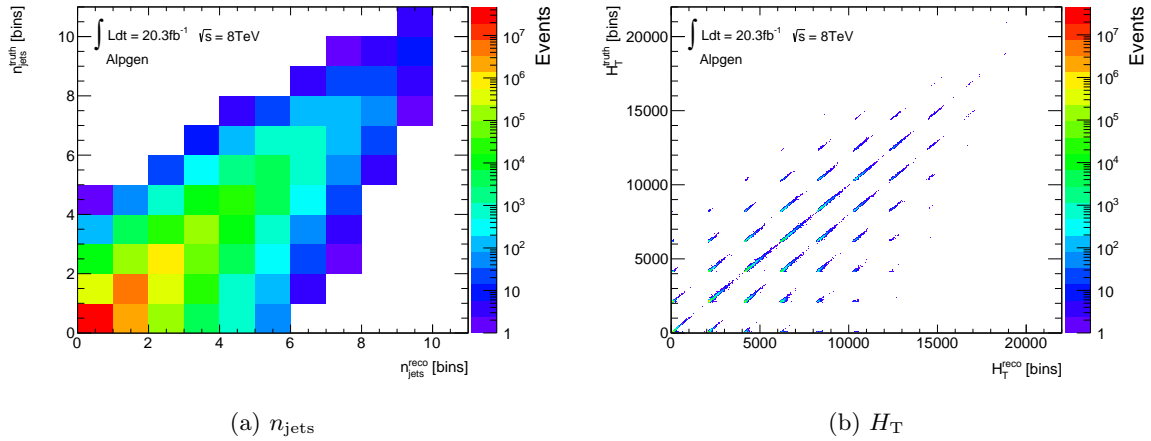 n_jets^truth [bins]
10
8
6
4
2
0
∫ Ldt = 20.3fb⁻¹ √s = 8TeV
Alpgen
0 2 4 6 8 10
n_jets^reco [bins]
Events
10⁷
10⁶
10⁵
10⁴
10³
10²
10
1
(a) n_jets
H_T^truth [bins]
20000
15000
10000
5000
0
∫ Ldt = 20.3fb⁻¹ √s = 8TeV
Alpgen
0 5000 10000 15000 20000
H_T^reco [bins]
Events
10⁷
10⁶
10⁵
10⁴
10³
10²
10
1
(b) H_T